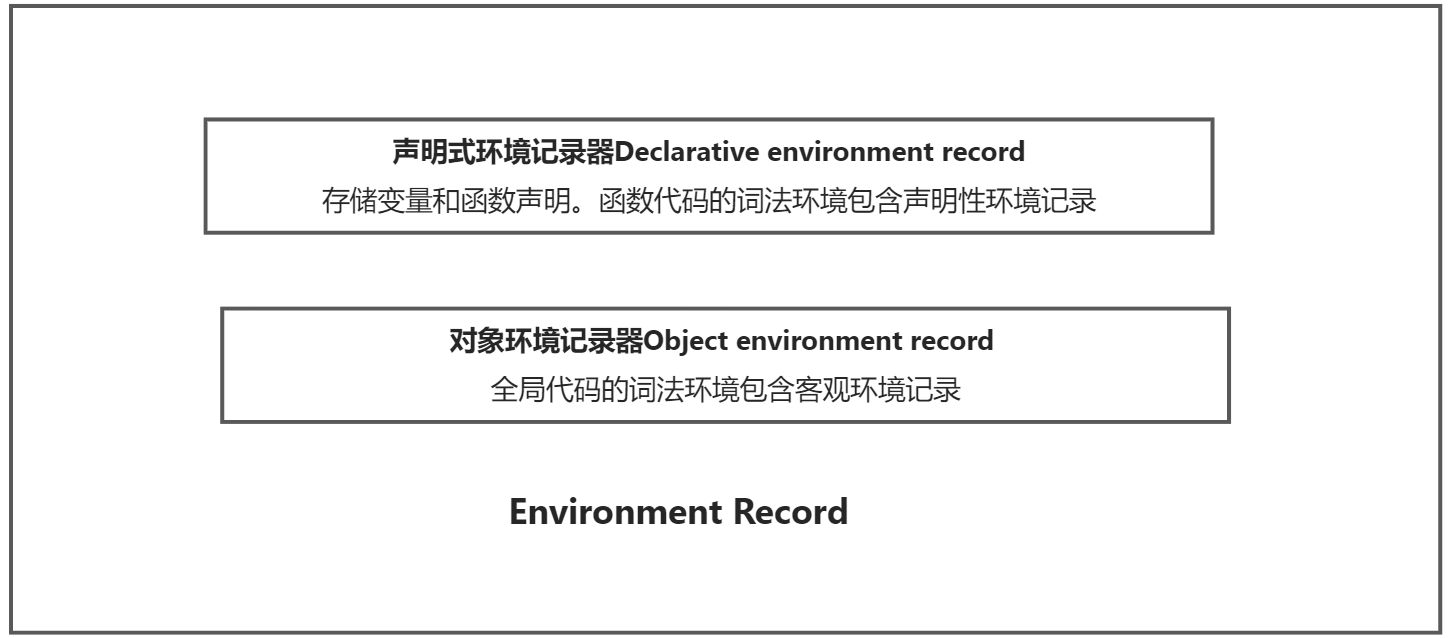 声明式环境记录器Declarative environment record
存储变量和函数声明。函数代码的词法环境包含声明性环境记录
对象环境记录器Object environment record
全局代码的词法环境包含客观环境记录
Environment Record